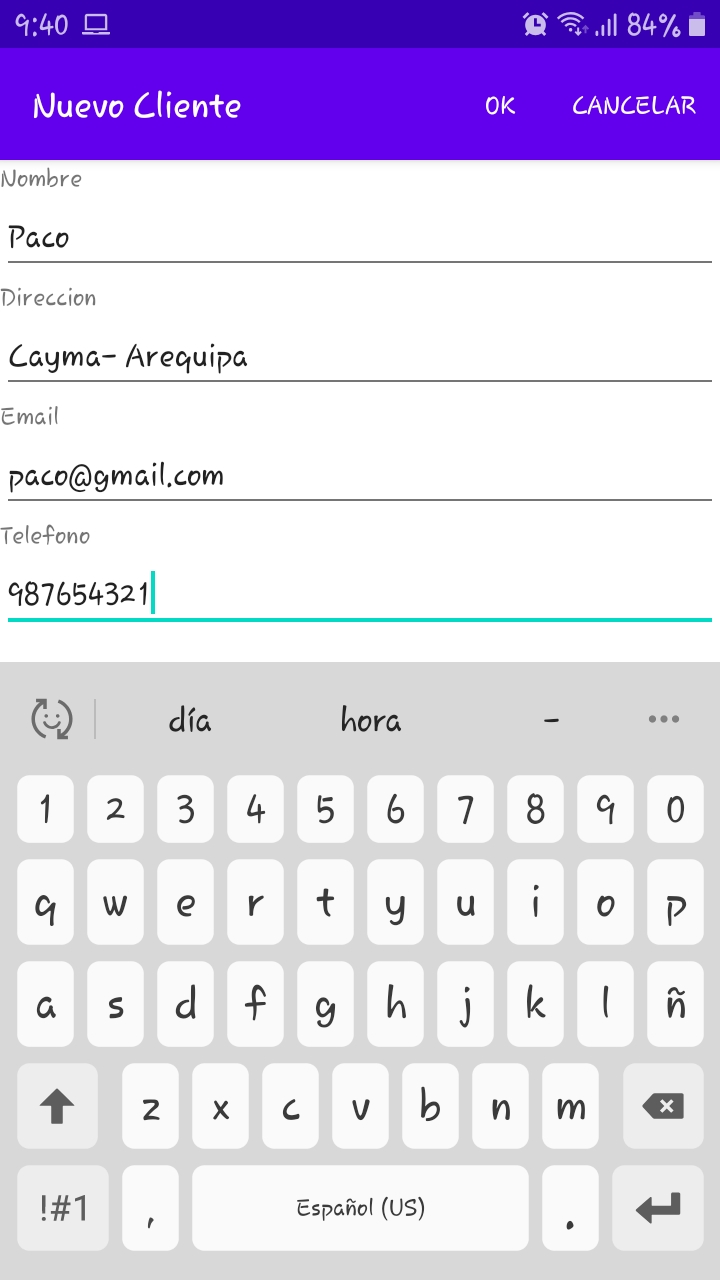 9:40 84%
Nuevo Cliente OK CANCELAR
Nombre
Paco
Direccion
Cayma- Arequipa
Email
paco@gmail.com
Telefono
987654321
día hora -
1 2 3 4 5 6 7 8 9 0
q w e r t y u i o p
a s d f g h j k l ñ
z x c v b n m
!#1 , Español (US) .